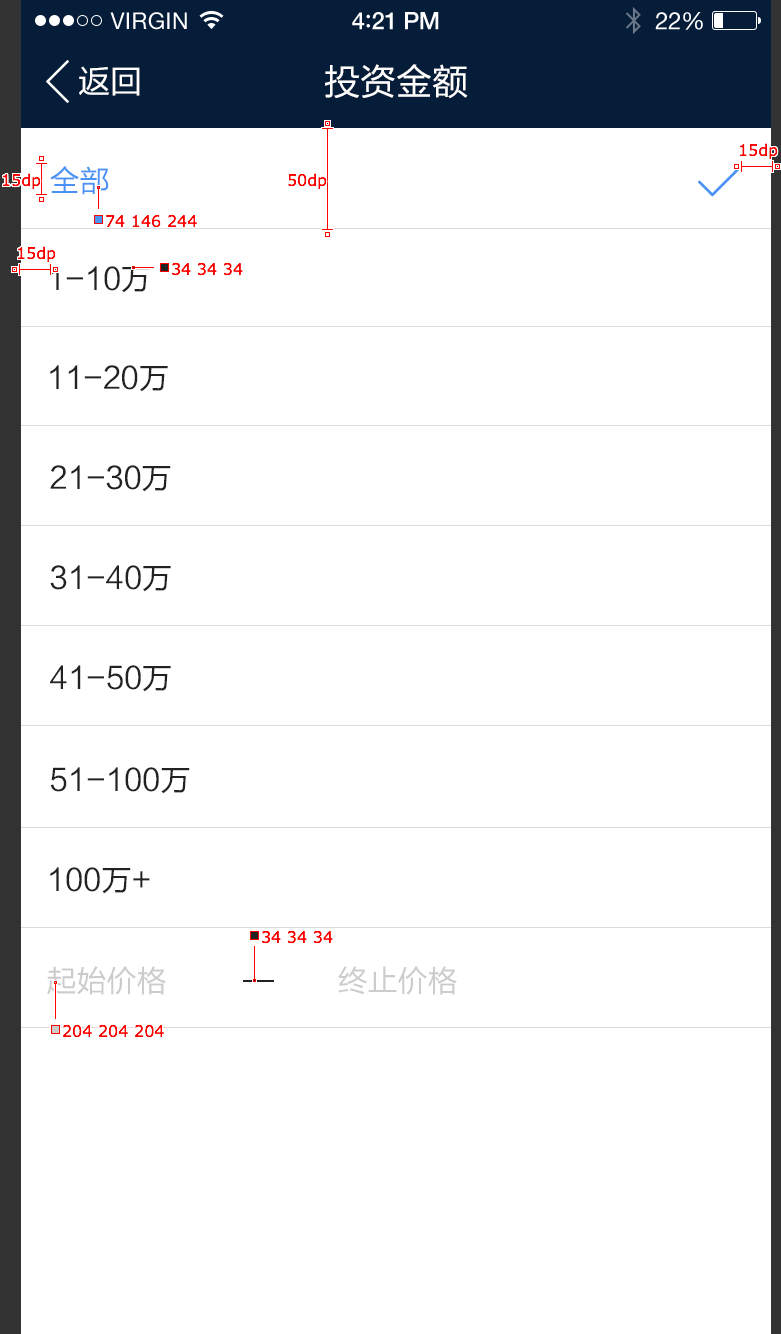 VIRGIN 4:21 PM 22%
返回 投资金额
15dp
15dp 全部 50dp
74 146 244
15dp
1-10万 34 34 34
11-20万
21-30万
31-40万
41-50万
51-100万
100万+
34 34 34
起始价格 — 终止价格
204 204 204